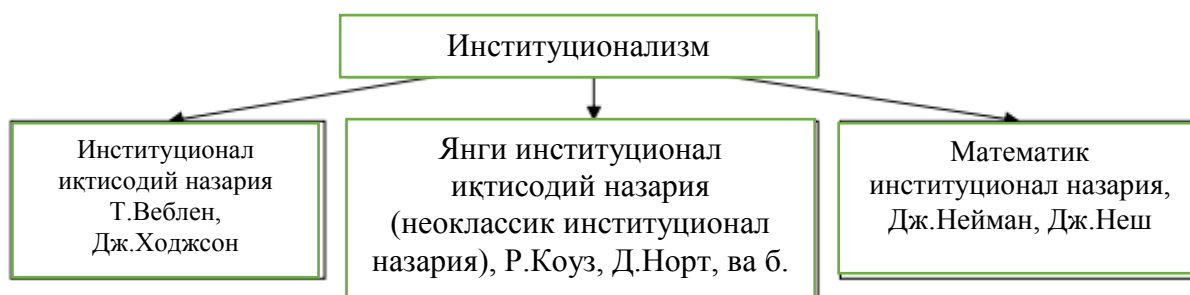 Институционализм
Институционал
иқтисодий назария
Т.Веблен,
Дж.Ходжсон
Янги институционал
иқтисодий назария
(неоклассик институционал
назария), Р.Коуз, Д.Норт, ва б.
Математик
институционал назария,
Дж.Нейман, Дж.Неш